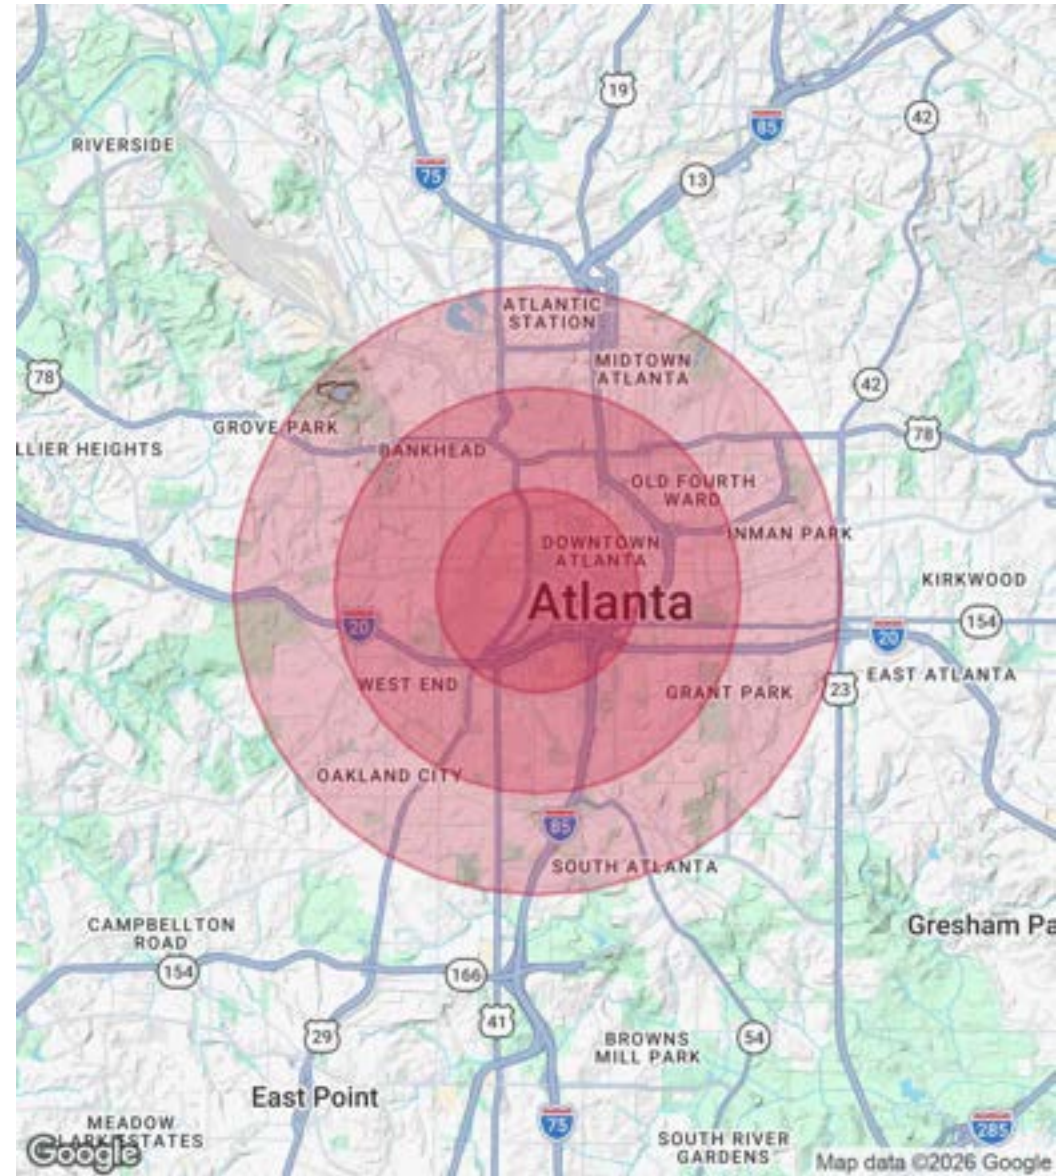 19
85
42
RIVERSIDE
75
13
ATLANTIC
STATION
MIDTOWN
ATLANTA
78
42
GROVE PARK
78
LLIER HEIGHTS
BANKHEAD
OLD FOURTH
WARD
INMAN PARK
DOWNTOWN
ATLANTA
KIRKWOOD
Atlanta
20
154
20
WEST END
GRANT PARK
23
EAST ATLANTA
OAKLAND CITY
85
SOUTH ATLANTA
CAMPBELLTON
ROAD
Gresham Pa
154
166
41
29
54
BROWNS
MILL PARK
East Point
MEADOW
LARK ESTATES
75
285
SOUTH RIVER
GARDENS
Google
Map data ©2026 Google